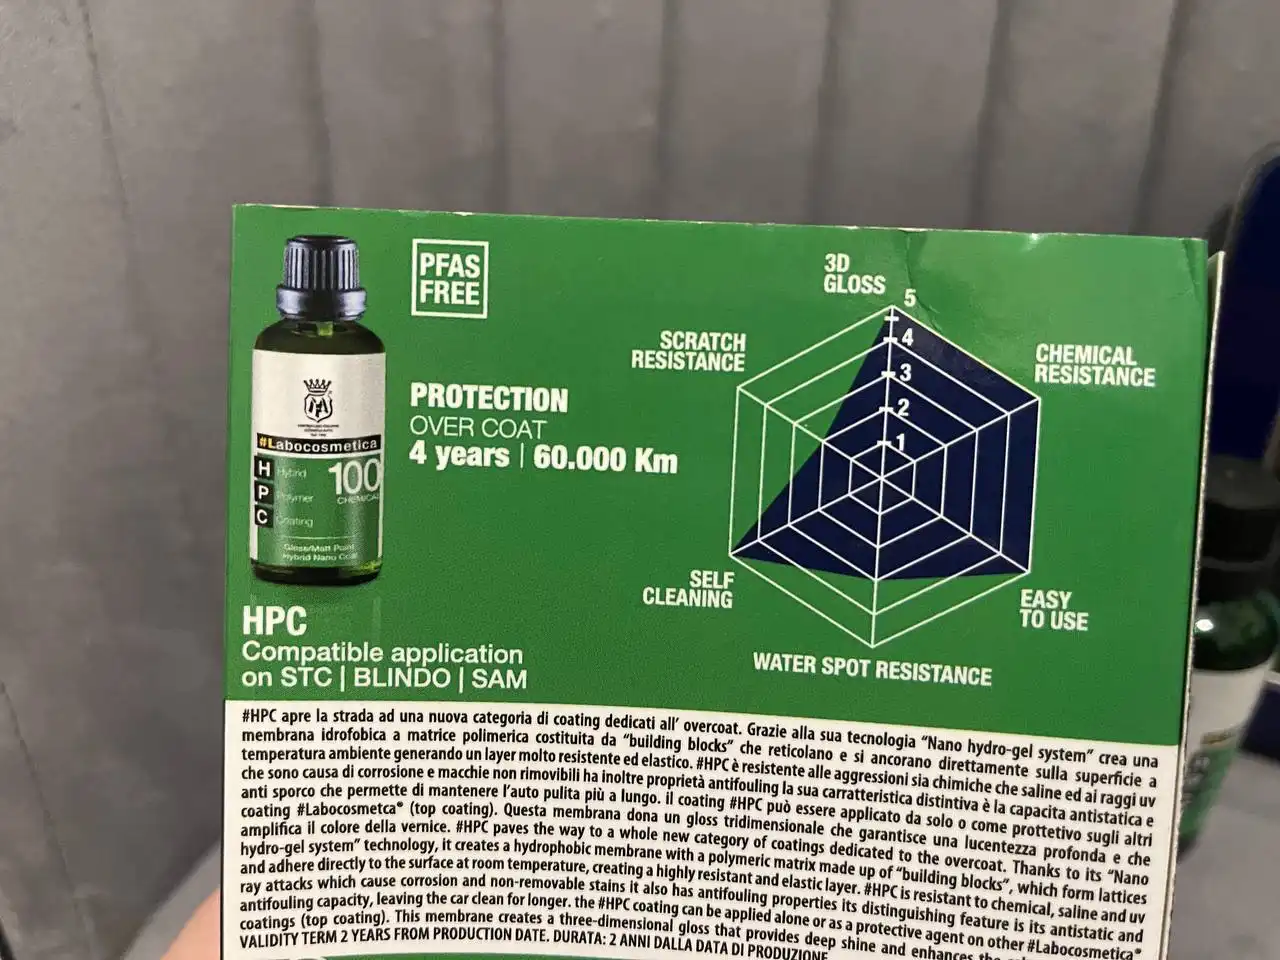 PFAS
FREE
PROTECTION
OVER COAT
4 years | 60.000 Km
#Labocosmetica
H Hybrid
P Polymer
C Coating
100
CHEMICAL
Gloss/Matt Paint
Hybrid Nano Coat
HPC
Compatible application
on STC | BLINDO | SAM
3D
GLOSS
5
4
3
2
1
SCRATCH
RESISTANCE
CHEMICAL
RESISTANCE
SELF
CLEANING
EASY
TO USE
WATER SPOT RESISTANCE
#HPC apre la strada ad una nuova categoria di coating dedicati all’ overcoat. Grazie alla sua tecnologia “Nano hydro-gel system” crea una
membrana idrofobica a matrice polimerica costituita da “building blocks” che reticolano e si ancorano direttamente sulla superficie a
temperatura ambiente generando un layer molto resistente ed elastico. #HPC è resistente alle aggressioni sia chimiche che saline ed ai raggi uv
che sono causa di corrosione e macchie non rimovibili ha inoltre proprietà antifouling la sua carratteristica distintiva è la capacita antistatica e
anti sporco che permette di mantenere l’auto pulita più a lungo. il coating #HPC può essere applicato da solo o come prottetivo sugli altri
coating #Labocosmetca® (top coating). Questa membrana dona un gloss tridimensionale che garantisce una lucentezza profonda e che
amplifica il colore della vernice. #HPC paves the way to a whole new category of coatings dedicated to the overcoat. Thanks to its “Nano
hydro-gel system” technology, it creates a hydrophobic membrane with a polymeric matrix made up of “building blocks”, which form lattices
and adhere directly to the surface at room temperature, creating a highly resistant and elastic layer. #HPC is resistant to chemical, saline and uv
ray attacks which cause corrosion and non-removable stains it also has antifouling properties its distinguishing feature is its antistatic and
antifouling capacity, leaving the car clean for longer. the #HPC coating can be applied alone or as a protective agent on other #Labocosmetica®
coatings (top coating). This membrane creates a three-dimensional gloss that provides deep shine and enhances the
VALIDITY TERM 2 YEARS FROM PRODUCTION DATE. DURATA: 2 ANNI DALLA DATA DI PRODUZIONE